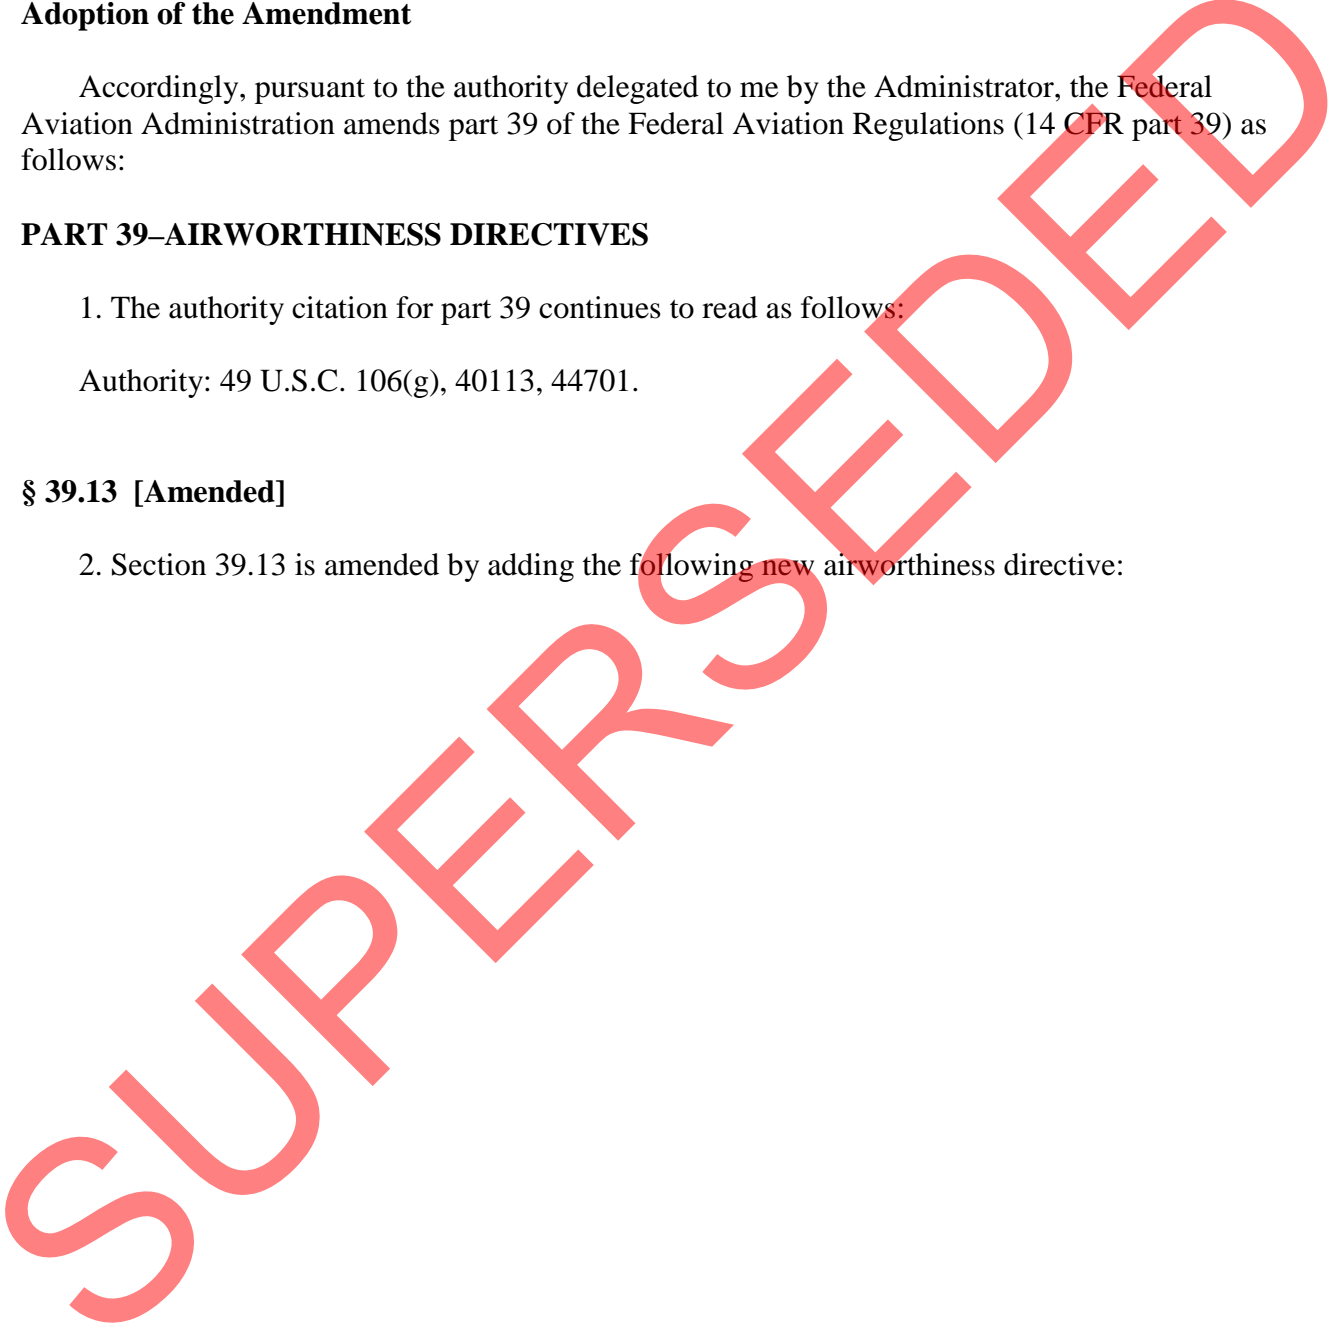 Adoption of the Amendment
Accordingly, pursuant to the authority delegated to me by the Administrator, the Federal
Aviation Administration amends part 39 of the Federal Aviation Regulations (14 CFR part 39) as
follows:
PART 39–AIRWORTHINESS DIRECTIVES
1. The authority citation for part 39 continues to read as follows:
Authority: 49 U.S.C. 106(g), 40113, 44701.
§ 39.13 [Amended]
2. Section 39.13 is amended by adding the following new airworthiness directive:
SUPERSEDED